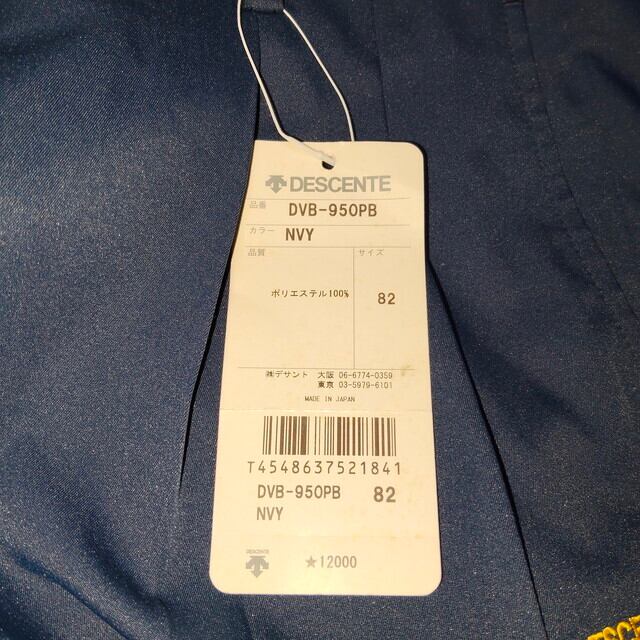 DESCENTE
品番 DVB-950PB
カラー NVY
品質 サイズ
ポリエステル100% 82
㈱デサント 大阪 06-6774-0359
東京 03-5979-6101
MADE IN JAPAN
T4548637521841
DVB-950PB 82
NVY
DESCENTE
★12000